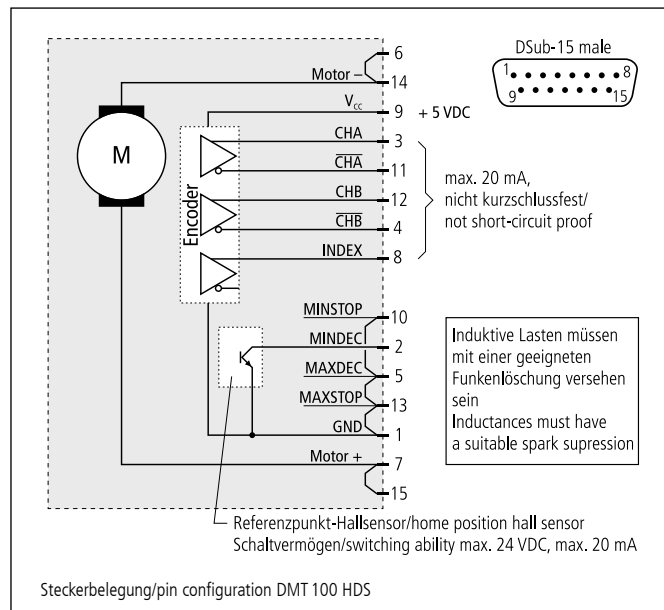 DSub-15 male
1 8
9 15
6
Motor – 14
Vcc 9 + 5 VDC
CHA 3
C̅H̅A̅ 11
CHB 12
C̅H̅B̅ 4
INDEX 8
M
Encoder
max. 20 mA,
nicht kurzschlussfest/
not short-circuit proof
MINSTOP 10
MINDEC 2
MAXDEC 5
MAXSTOP 13
GND 1
Motor + 7
15
Induktive Lasten müssen
mit einer geeigneten
Funkenlöschung versehen
sein
Inductances must have
a suitable spark supression
Referenzpunkt-Hallsensor/home position hall sensor
Schaltvermögen/switching ability max. 24 VDC, max. 20 mA
Steckerbelegung/pin configuration DMT 100 HDS